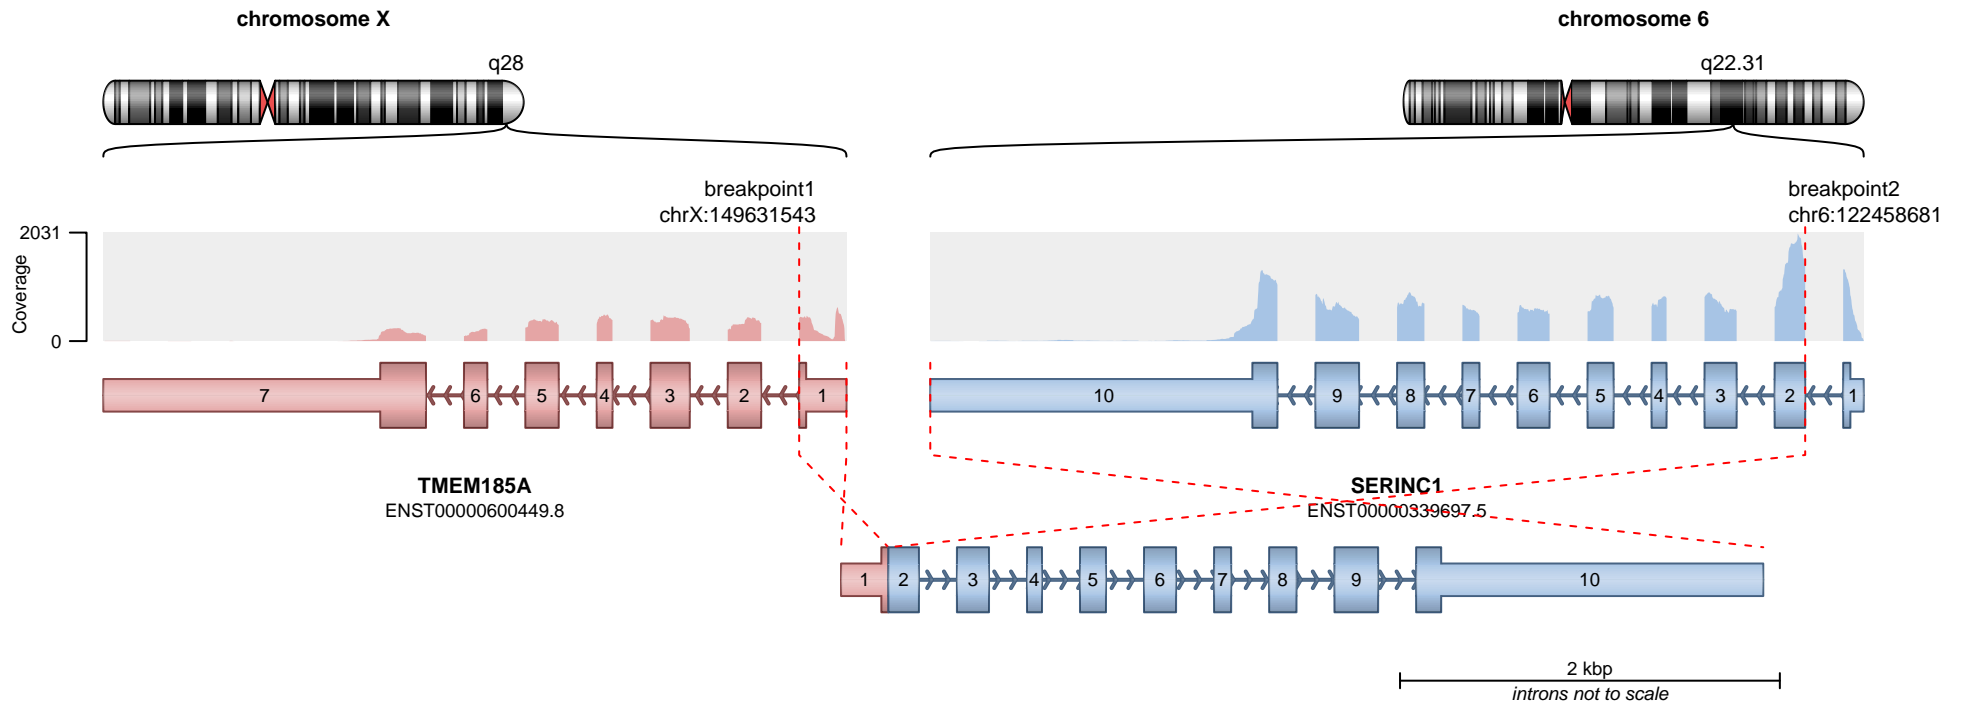 chromosome X
chromosome 6
q28
q22.31
breakpoint1
chrX:149631543
breakpoint2
chr6:122458681
2031
Coverage
0
7 6 5 4 3 2 1
10 9 8 7 6 5 4 3 2 1
TMEM185A
ENST00000600449.8
SERINC1
ENST00000339697.5
1 2 3 4 5 6 7 8 9 10
2 kbp
introns not to scale